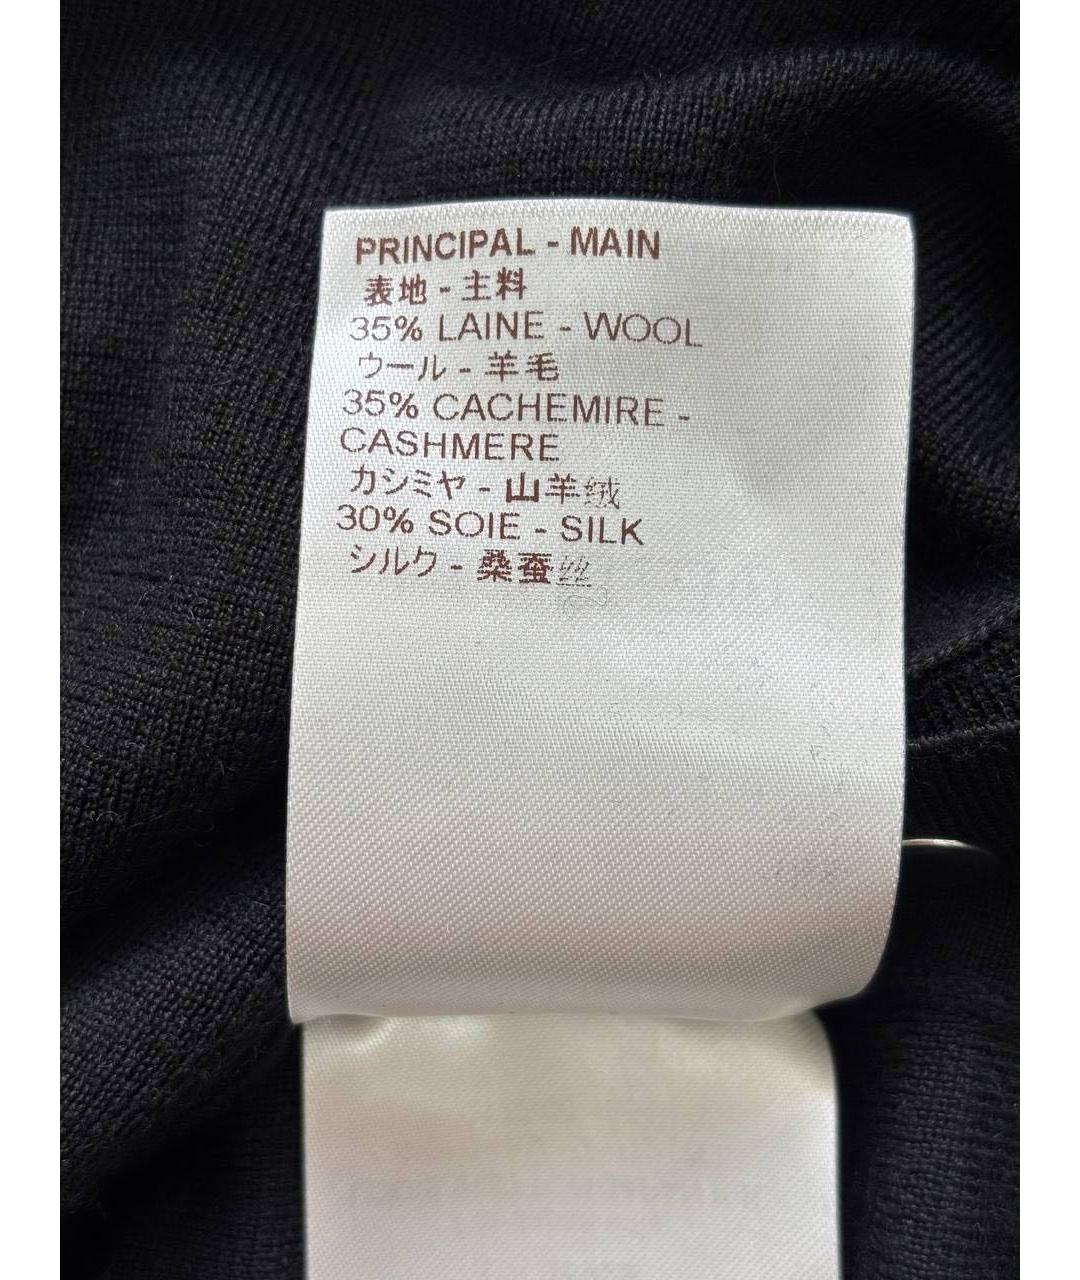 PRINCIPAL - MAIN
表地 - 主料
35% LAINE - WOOL
ウール - 羊毛
35% CACHEMIRE -
CASHMERE
カシミヤ - 山羊绒
30% SOIE - SILK
シルク - 桑蚕丝